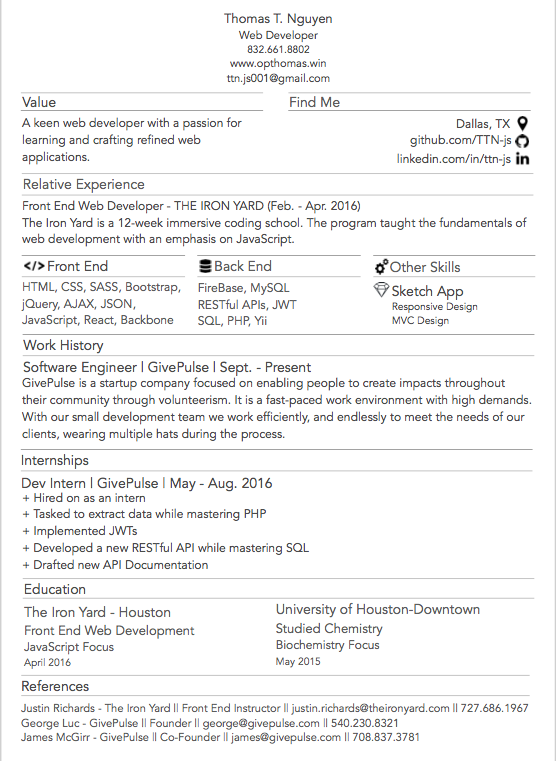 Thomas T. Nguyen
Web Developer
832.661.8802
www.opthomas.win
ttn.js001@gmail.com
Value
A keen web developer with a passion for
learning and crafting refined web
applications.
Find Me
Dallas, TX
github.com/TTN-js
linkedin.com/in/ttn-js
Relative Experience
Front End Web Developer - THE IRON YARD (Feb. - Apr. 2016)
The Iron Yard is a 12-week immersive coding school. The program taught the fundamentals of
web development with an emphasis on JavaScript.
</> Front End
HTML, CSS, SASS, Bootstrap,
jQuery, AJAX, JSON,
JavaScript, React, Backbone
Back End
FireBase, MySQL
RESTful APIs, JWT
SQL, PHP, Yii
Other Skills
Sketch App
Responsive Design
MVC Design
Work History
Software Engineer | GivePulse | Sept. - Present
GivePulse is a startup company focused on enabling people to create impacts throughout
their community through volunteerism. It is a fast-paced work environment with high demands.
With our small development team we work efficiently, and endlessly to meet the needs of our
clients, wearing multiple hats during the process.
Internships
Dev Intern | GivePulse | May - Aug. 2016
+ Hired on as an intern
+ Tasked to extract data while mastering PHP
+ Implemented JWTs
+ Developed a new RESTful API while mastering SQL
+ Drafted new API Documentation
Education
The Iron Yard - Houston
Front End Web Development
JavaScript Focus
April 2016
University of Houston-Downtown
Studied Chemistry
Biochemistry Focus
May 2015
References
Justin Richards - The Iron Yard || Front End Instructor || justin.richards@theironyard.com || 727.686.1967
George Luc - GivePulse || Founder || george@givepulse.com || 540.230.8321
James McGirr - GivePulse || Co-Founder || james@givepulse.com || 708.837.3781